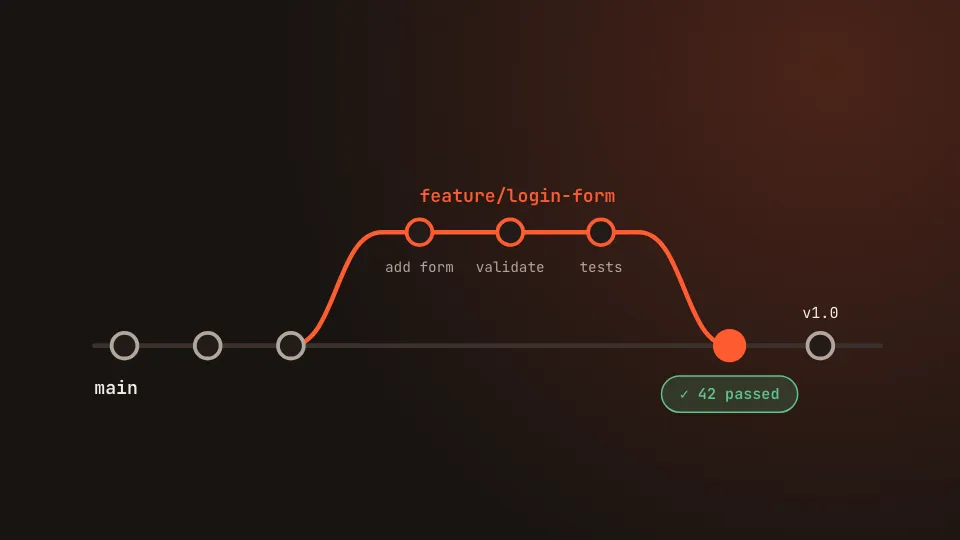 feature/login-form
add form
validate
tests
v1.0
main
✓ 42 passed